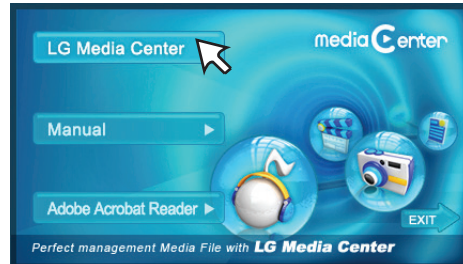 mediaCenter
LG Media Center
Manual
Adobe Acrobat Reader
EXIT
Perfect management Media File with LG Media Center